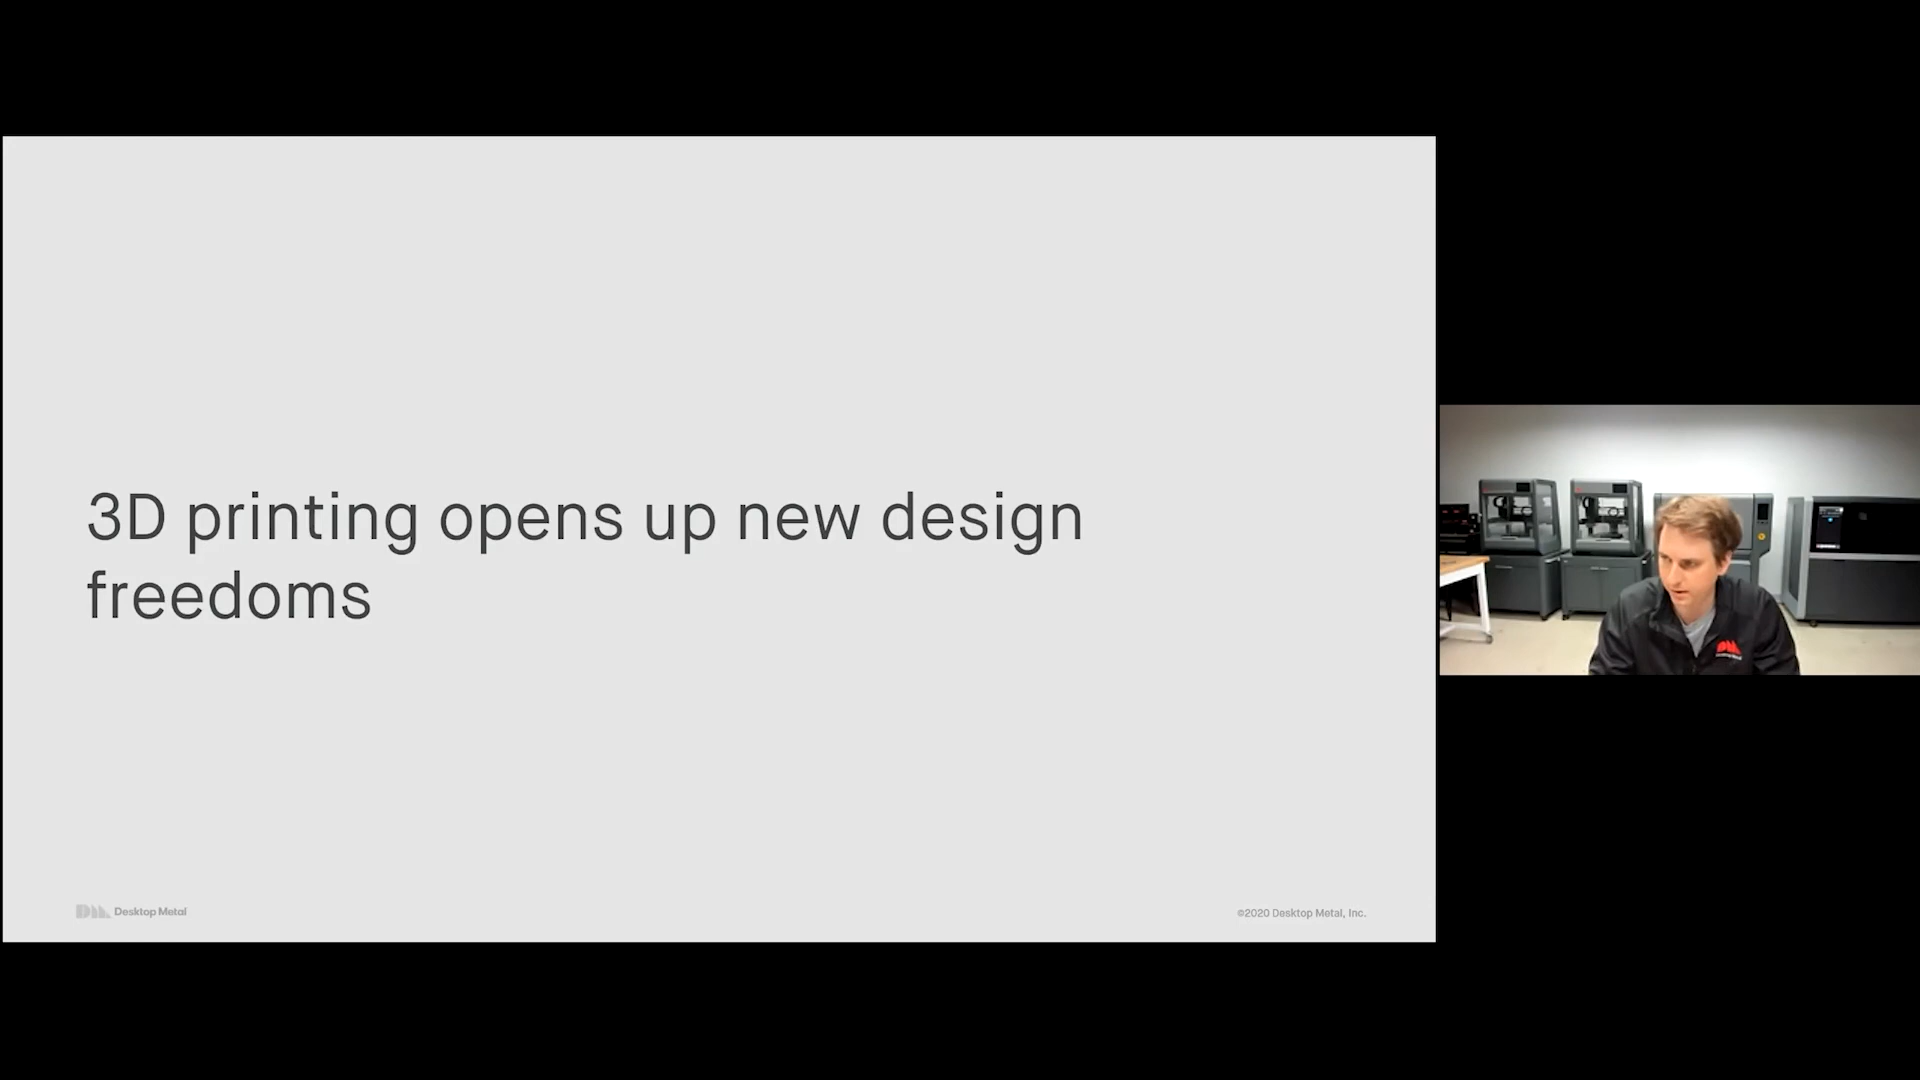 3D printing opens up new design
freedoms
Desktop Metal
©2020 Desktop Metal, Inc.